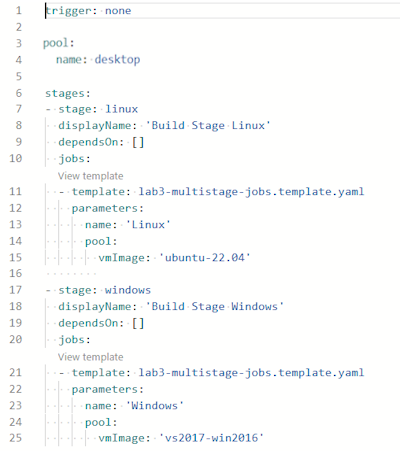 1 trigger: none
2
3 pool:
4   name: desktop
5
6 stages:
7 - stage: linux
8   displayName: 'Build Stage Linux'
9   dependsOn: []
10   jobs:
View template
11   - template: lab3-multistage-jobs.template.yaml
12     parameters:
13       name: 'Linux'
14       pool:
15         vmImage: 'ubuntu-22.04'
16
17 - stage: windows
18   displayName: 'Build Stage Windows'
19   dependsOn: []
20   jobs:
View template
21   - template: lab3-multistage-jobs.template.yaml
22     parameters:
23       name: 'Windows'
24       pool:
25         vmImage: 'vs2017-win2016'